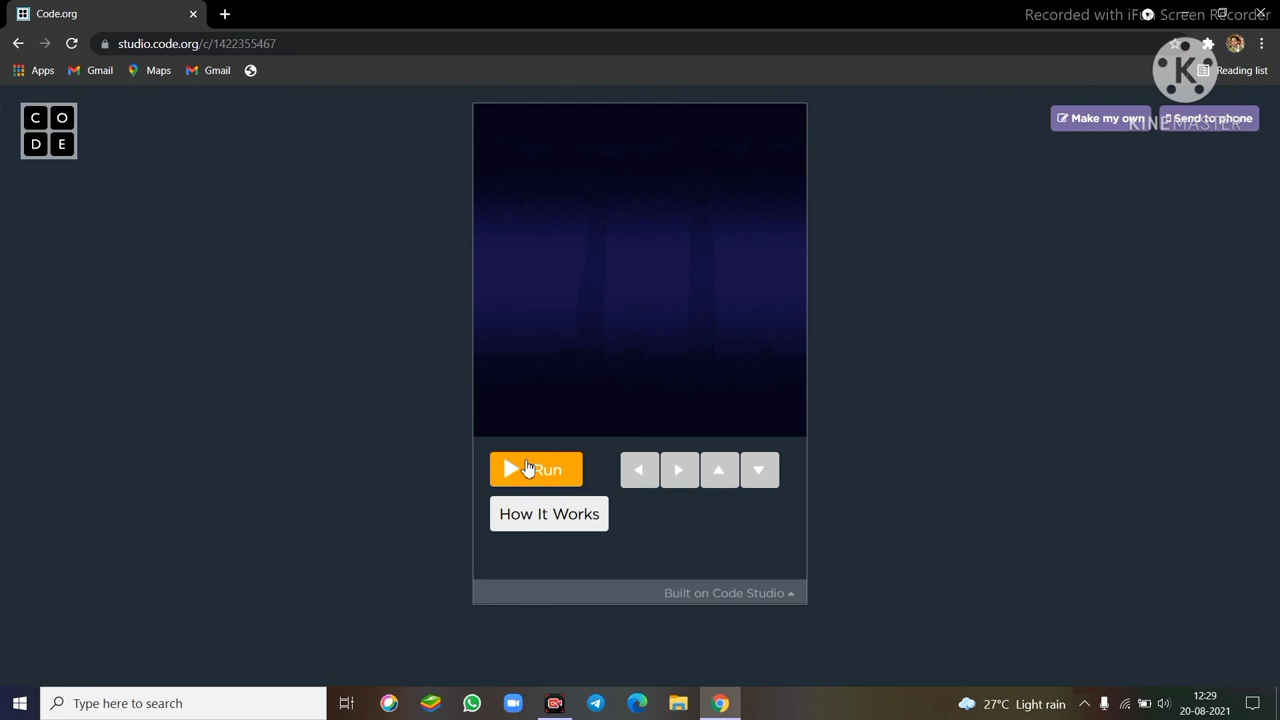 Code.org
Recorded with iFun Screen Recorder
studio.code.org/c/1422355467
Apps
Gmail
Maps
Gmail
Reading list
K
CODE
Make my own
Send to phone
KINEMASTER
Run
How It Works
Built on Code Studio
Type here to search
27°C Light rain
12:29
20-08-2021